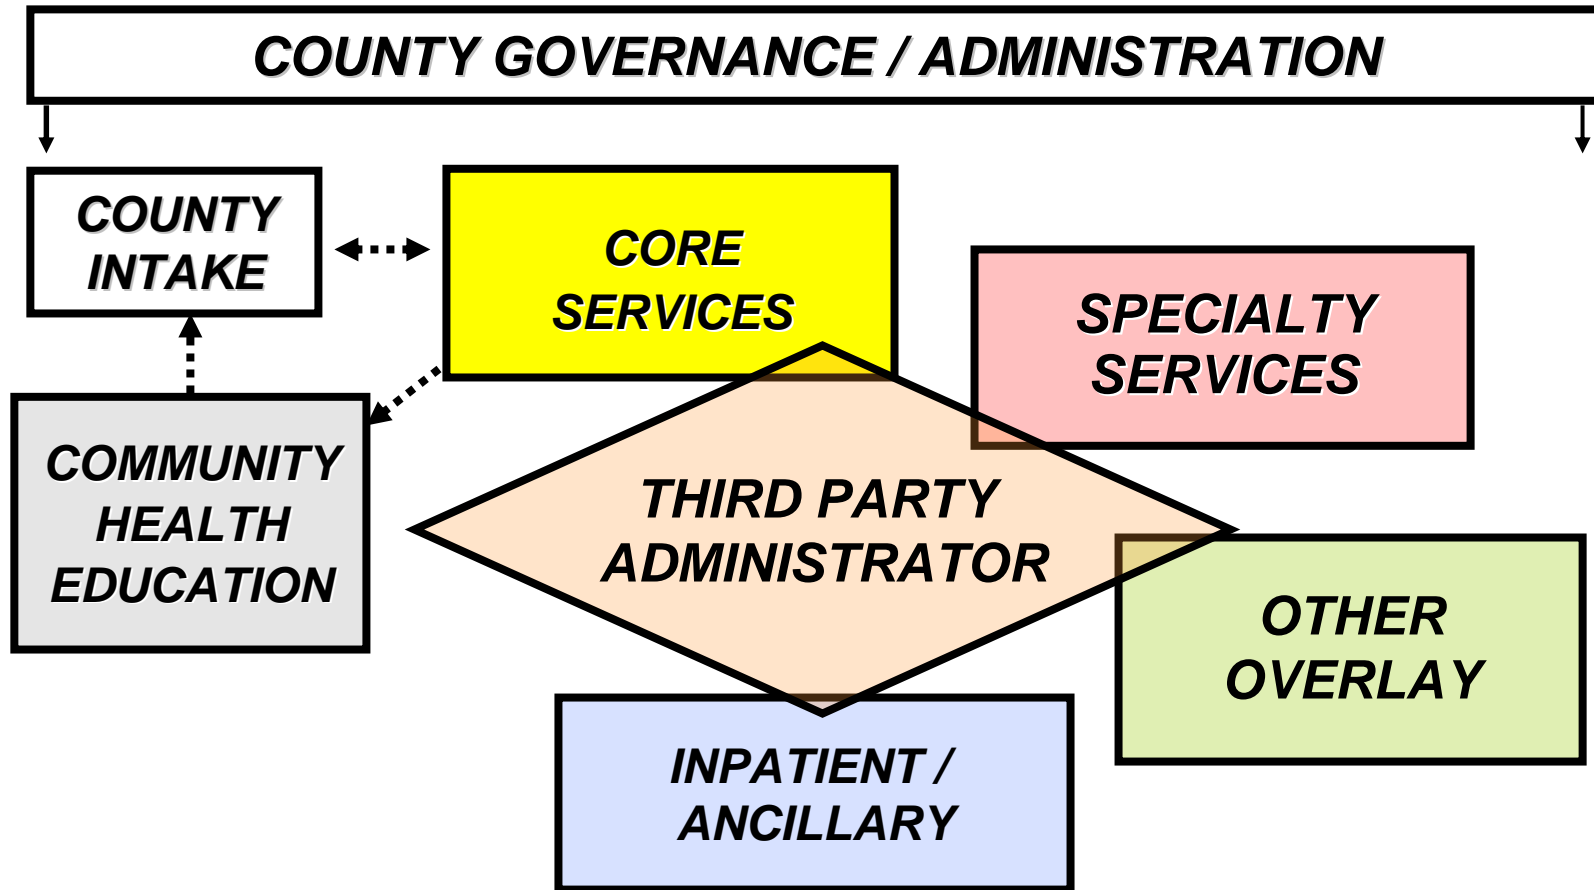 COUNTY GOVERNANCE / ADMINISTRATION
COUNTY
INTAKE
CORE
SERVICES
SPECIALTY
SERVICES
COMMUNITY
HEALTH
EDUCATION
THIRD PARTY
ADMINISTRATOR
OTHER
OVERLAY
INPATIENT /
ANCILLARY